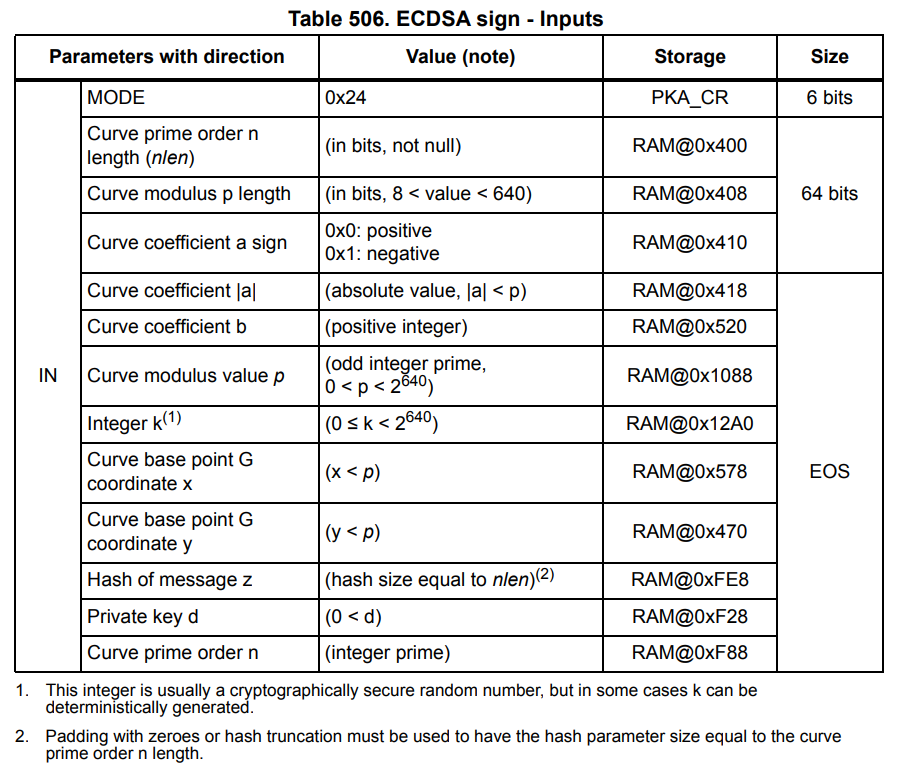 Table 506. ECDSA sign - Inputs
Parameters with direction Value (note) Storage Size
IN
MODE 0x24 PKA_CR 6 bits
Curve prime order n
length (nlen) (in bits, not null) RAM@0x400
Curve modulus p length (in bits, 8 < value < 640) RAM@0x408 64 bits
Curve coefficient a sign 0x0: positive
0x1: negative RAM@0x410
Curve coefficient |a| (absolute value, |a| < p) RAM@0x418
Curve coefficient b (positive integer) RAM@0x520
Curve modulus value p (odd integer prime,
0 < p < 2^640) RAM@0x1088
Integer k(1) (0 ≤ k < 2^640) RAM@0x12A0
Curve base point G
coordinate x (x < p) RAM@0x578 EOS
Curve base point G
coordinate y (y < p) RAM@0x470
Hash of message z (hash size equal to nlen)(2) RAM@0xFE8
Private key d (0 < d) RAM@0xF28
Curve prime order n (integer prime) RAM@0xF88
1. This integer is usually a cryptographically secure random number, but in some cases k can be
deterministically generated.
2. Padding with zeroes or hash truncation must be used to have the hash parameter size equal to the curve
prime order n length.